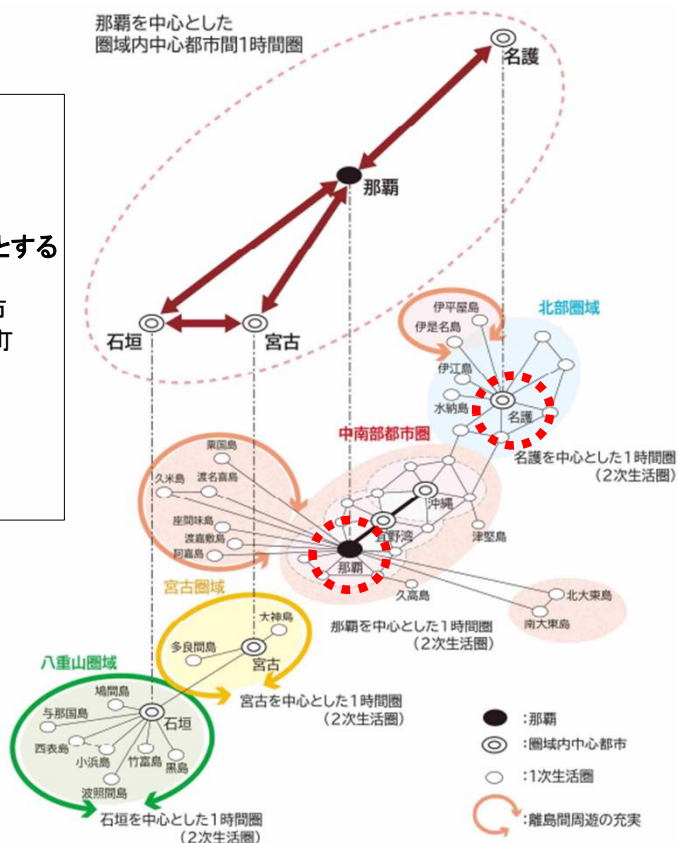 那覇を中心とした
圏域内中心都市間1時間圏
名護
那覇
とする
市
町
石垣
宮古
伊平屋島
伊是名島
北部圏域
伊江島
水納島
名護
中南部都市圏
名護を中心とした1時間圏
(2次生活圏)
粟国島
久米島
渡名喜島
沖縄
座間味島
渡嘉敷島
阿嘉島
宜野湾
津堅島
那覇
宮古圏域
久高島
北大東島
南大東島
大神島
那覇を中心とした1時間圏
(2次生活圏)
多良間島
宮古
八重山圏域
鳩間島
宮古を中心とした1時間圏
(2次生活圏)
与那国島
石垣
西表島
小浜島
竹富島
黒島
波照間島
石垣を中心とした1時間圏
(2次生活圏)
:那覇
:圏域内中心都市
:1次生活圏
:離島間周遊の充実